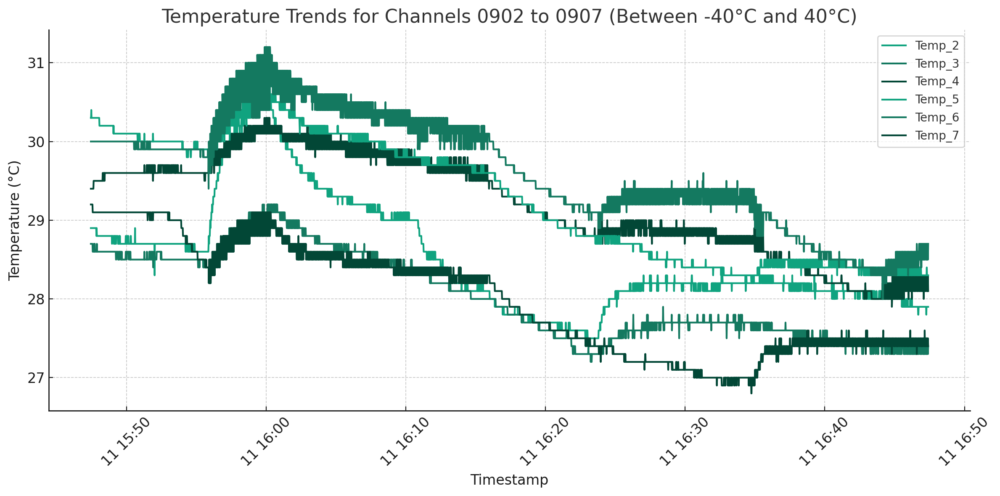 Temperature Trends for Channels 0902 to 0907 (Between -40°C and 40°C)
Temp_2
Temp_3
Temp_4
Temp_5
Temp_6
Temp_7
Temperature (°C)
31
30
29
28
27
11 15:50
11 16:00
11 16:10
11 16:20
11 16:30
11 16:40
11 16:50
Timestamp